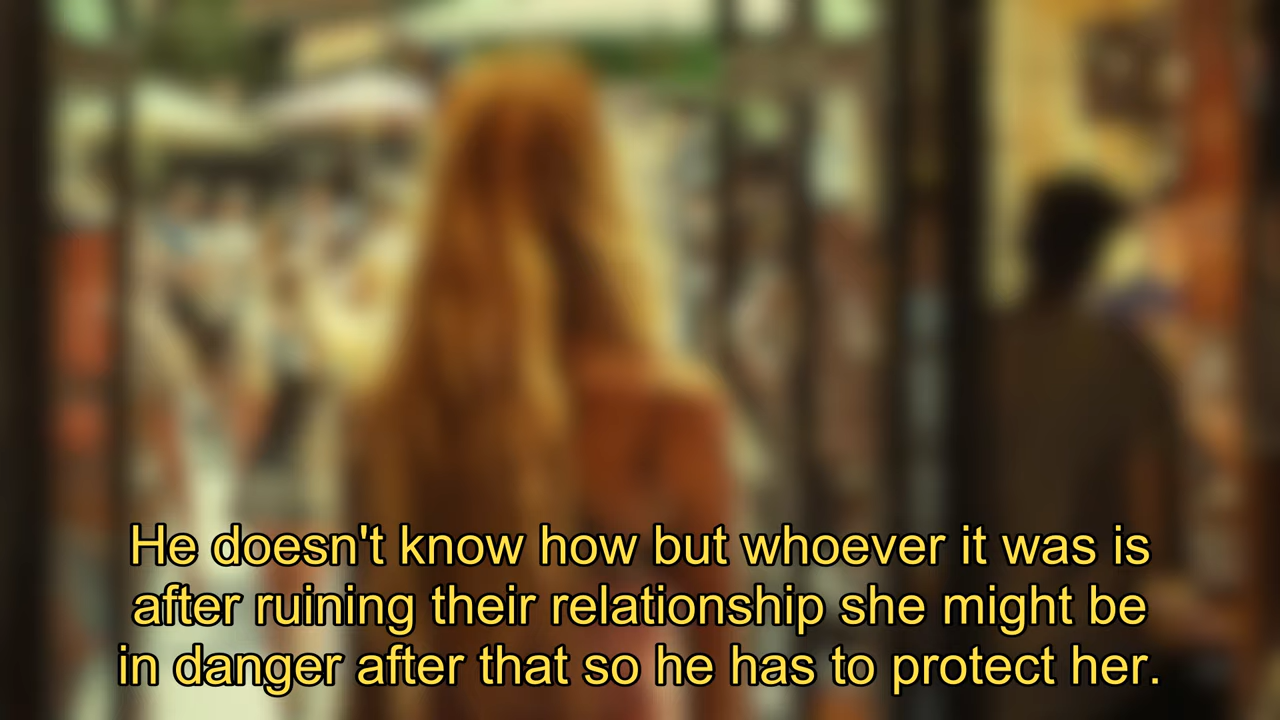 He doesn't know how but whoever it was is
after ruining their relationship she might be
in danger after that so he has to protect her.